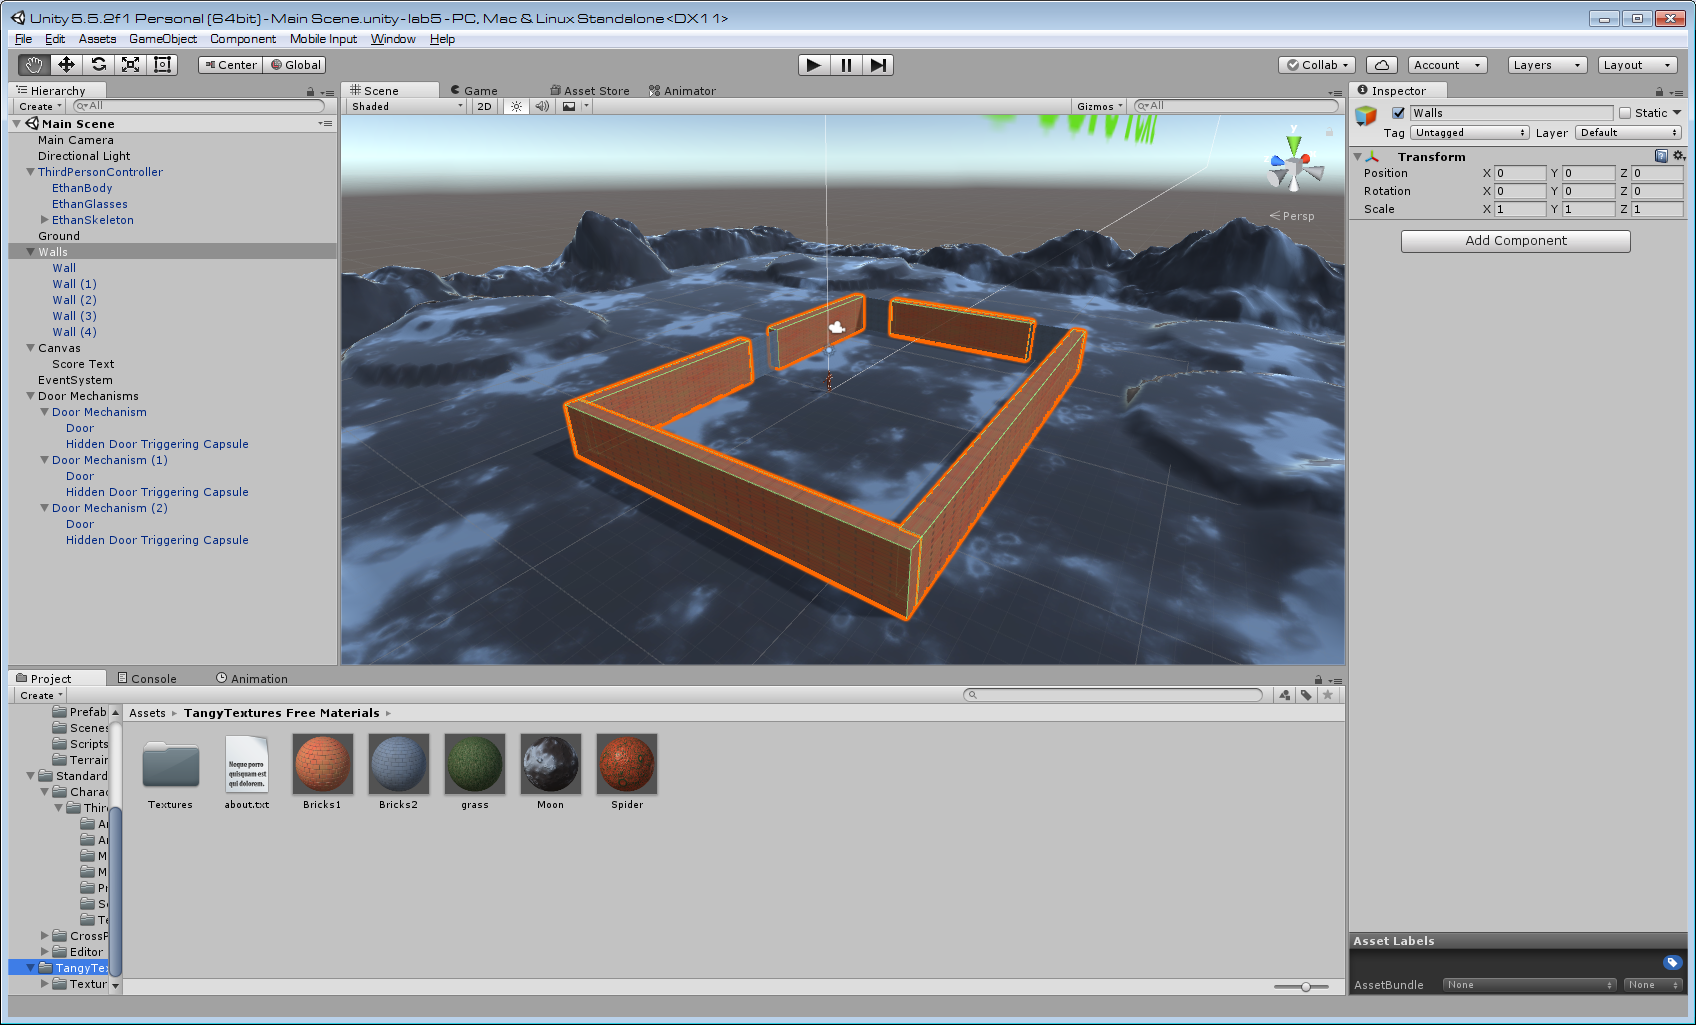 Unity 5.5.2f1 Personal (64bit) - Main Scene.unity - lab5 - PC, Mac & Linux Standalone <DX11>
File Edit Assets GameObject Component Mobile Input Window Help
Center Global Collab Account Layers Layout
Hierarchy
Create All
Main Scene
Main Camera
Directional Light
ThirdPersonController
EthanBody
EthanGlasses
EthanSkeleton
Ground
Walls
Wall
Wall (1)
Wall (2)
Wall (3)
Wall (4)
Canvas
Score Text
EventSystem
Door Mechanisms
Door Mechanism
Door
Hidden Door Triggering Capsule
Door Mechanism (1)
Door
Hidden Door Triggering Capsule
Door Mechanism (2)
Door
Hidden Door Triggering Capsule
Scene Game Asset Store Animator
Shaded 2D Gizmos All
y
Persp
Inspector
Walls Static
Tag Untagged Layer Default
Transform
Position X 0 Y 0 Z 0
Rotation X 0 Y 0 Z 0
Scale X 1 Y 1 Z 1
Add Component
Project Console Animation
Create
Prefab
Scenes
Scripts
Terrain
Standard
Charac
Thir
M
M
Pr
Te
CrossP
Editor
TangyTex
Textur
Assets TangyTextures Free Materials
Neque porro
quisquam est
qui dolorem.
Textures about.txt Bricks1 Bricks2 grass Moon Spider
Asset Labels
AssetBundle None None